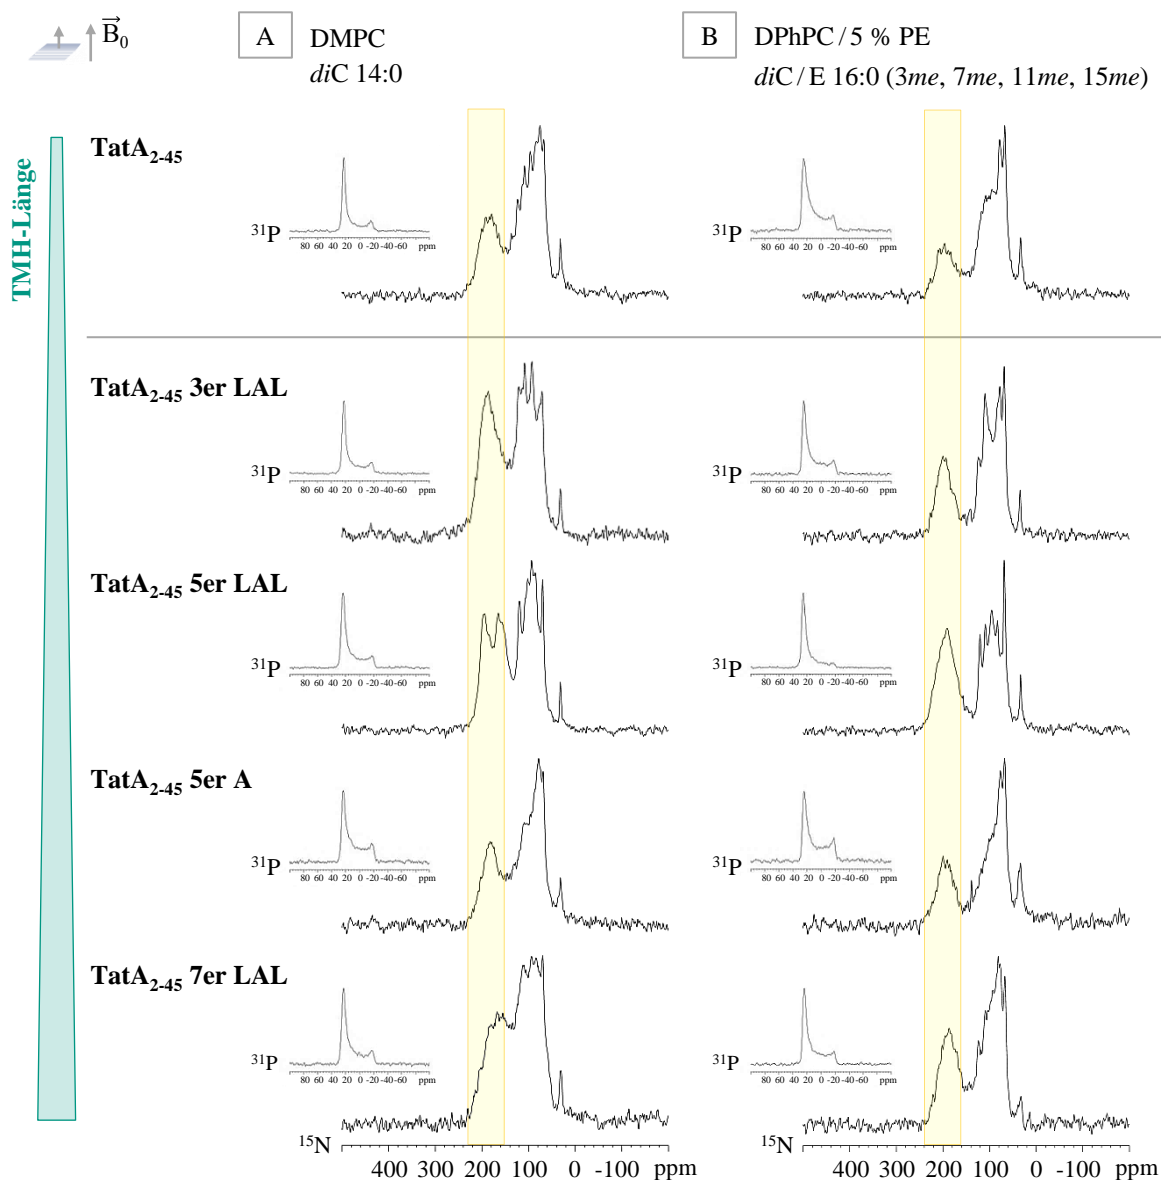 B⃗₀
A DMPC
diC 14:0
B DPhPC / 5 % PE
diC / E 16:0 (3me, 7me, 11me, 15me)
TMH-Länge
TatA₂₋₄₅
³¹P
80 60 40 20 0 -20 -40-60 ppm
³¹P
80 60 40 20 0 -20 -40-60 ppm
TatA₂₋₄₅ 3er LAL
³¹P
80 60 40 20 0 -20 -40-60 ppm
³¹P
80 60 40 20 0 -20 -40-60 ppm
TatA₂₋₄₅ 5er LAL
³¹P
80 60 40 20 0 -20 -40-60 ppm
³¹P
80 60 40 20 0 -20 -40-60 ppm
TatA₂₋₄₅ 5er A
³¹P
80 60 40 20 0 -20 -40-60 ppm
³¹P
80 60 40 20 0 -20 -40-60 ppm
TatA₂₋₄₅ 7er LAL
³¹P
80 60 40 20 0 -20 -40-60 ppm
³¹P
80 60 40 20 0 -20 -40-60 ppm
¹⁵N
400 300 200 100 0 -100 ppm
¹⁵N
400 300 200 100 0 -100 ppm